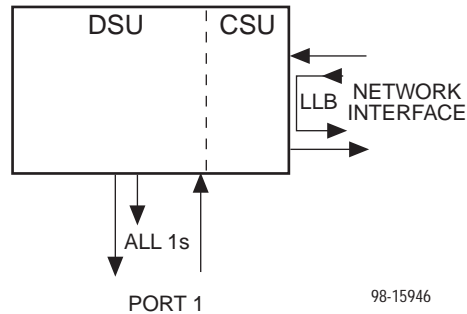 DSU CSU
LLB
NETWORK
INTERFACE
ALL 1s
PORT 1
98-15946